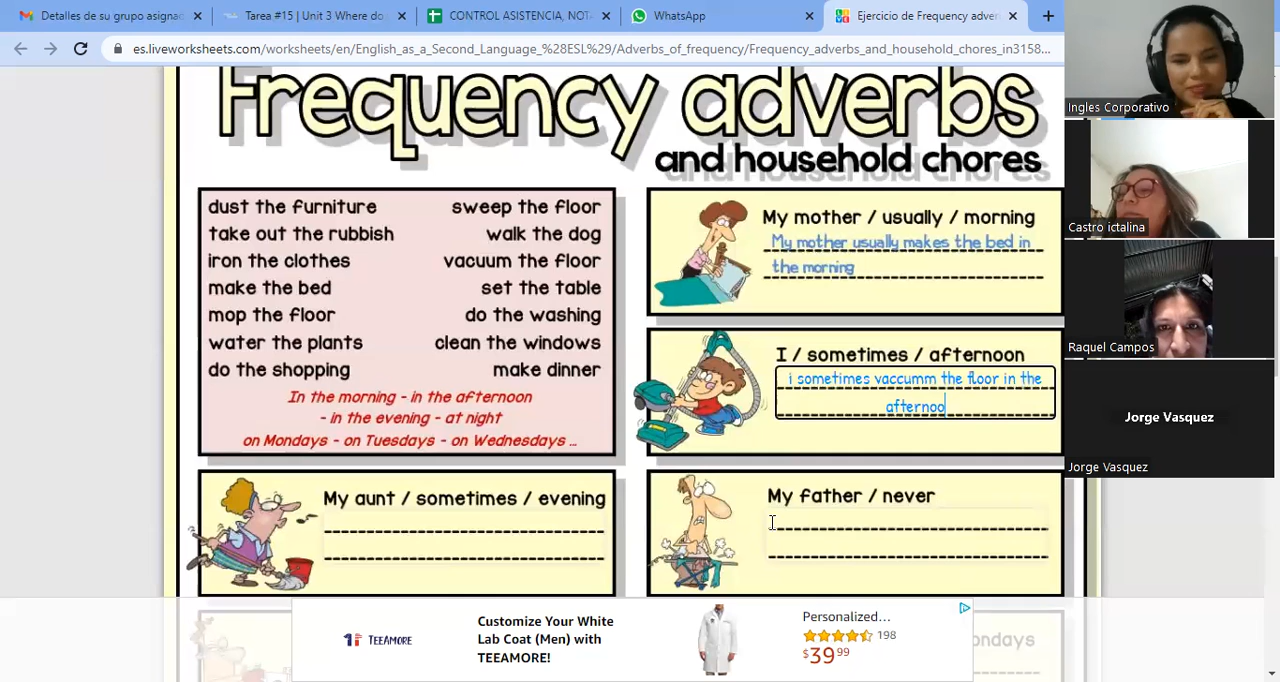 Detalles de su grupo asigna
Tarea #15 | Unit 3 Where do
CONTROL ASISTENCIA, NOT
WhatsApp
Ejercicio de Frequency adver
es.liveworksheets.com/worksheets/en/English_as_a_Second_Language_%28ESL%29/Adverbs_of_frequency/Frequency_adverbs_and_household_chores_in3158...
Frequency adverbs
and household chores
dust the furniture
sweep the floor
take out the rubbish
walk the dog
iron the clothes
vacuum the floor
make the bed
set the table
mop the floor
do the washing
water the plants
clean the windows
do the shopping
make dinner
In the morning - in the afternoon
- in the evening - at night
on Mondays - on Tuesdays - on Wednesdays ...
My mother / usually / morning
My mother usually makes the bed in
the morning
I / sometimes / afternoon
i sometimes vaccumm the floor in the
afternoo
My aunt / sometimes / evening
My father / never
ondays
TEEAMORE
Customize Your White
Lab Coat (Men) with
TEEAMORE!
Personalized...
198
$39.99
Ingles Corporativo
Castro ictalina
Raquel Campos
Jorge Vasquez
Jorge Vasquez